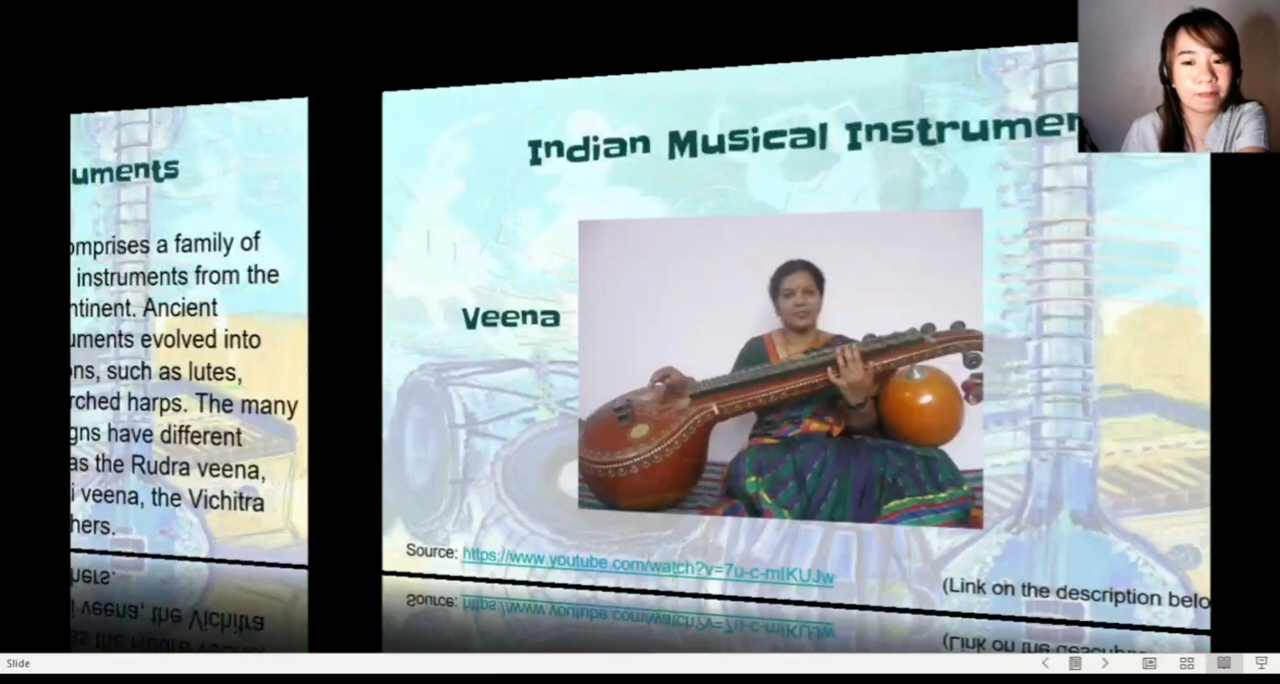 uments
omprises a family of
instruments from the
ntinent. Ancient
uments evolved into
ons, such as lutes,
rched harps. The many
gns have different
as the Rudra veena,
i veena, the Vichitra
hers.
Indian Musical Instrumen
Veena
Source: https://www.youtube.com/watch?v=7u-c-mIKUJw
(Link on the description belo
Slide